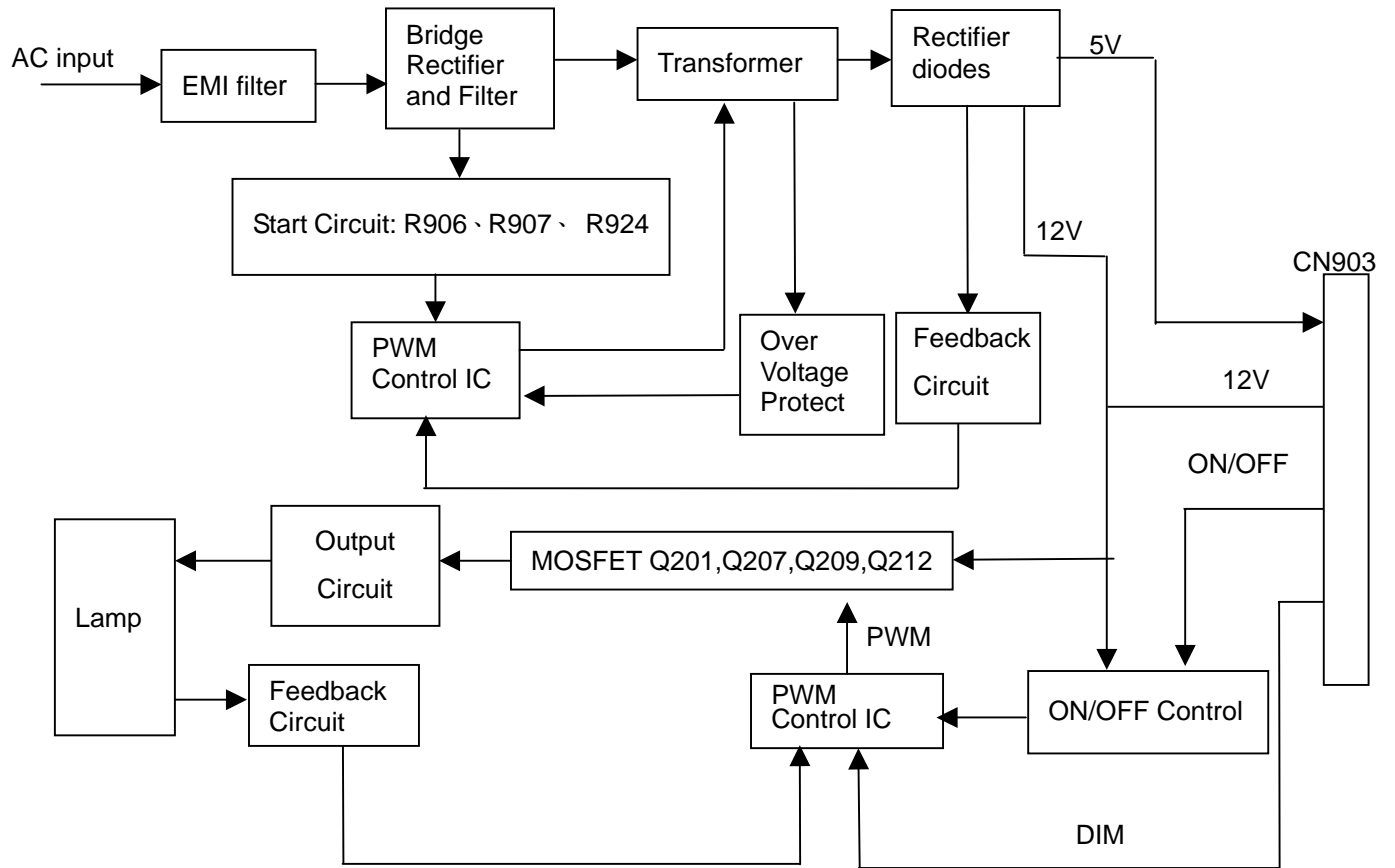 AC input
EMI filter
Bridge
Rectifier
and Filter
Transformer
Rectifier
diodes
5V
Start Circuit: R906、R907、 R924
12V
CN903
PWM
Control IC
Over
Voltage
Protect
Feedback
Circuit
12V
ON/OFF
Lamp
Output
Circuit
MOSFET Q201,Q207,Q209,Q212
PWM
Feedback
Circuit
PWM
Control IC
ON/OFF Control
DIM